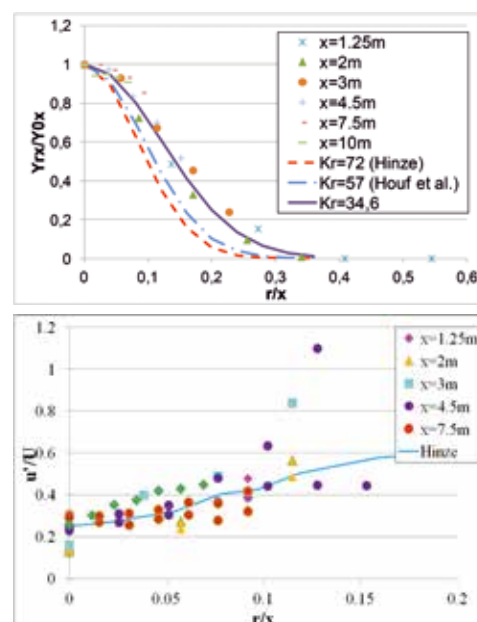 Yrx/Y0x
1,2
1
0,8
0,6
0,4
0,2
0
0 0,1 0,2 0,3 0,4 0,5 0,6
r/x
x=1.25m
x=2m
x=3m
x=4.5m
x=7.5m
x=10m
Kr=72 (Hinze)
Kr=57 (Houf et al.)
Kr=34,6
u'/U
1.2
1
0.8
0.6
0.4
0.2
0
0 0.05 0.1 0.15 0.2
r/x
x=1.25m
x=2m
x=3m
x=4.5m
x=7.5m
Hinze